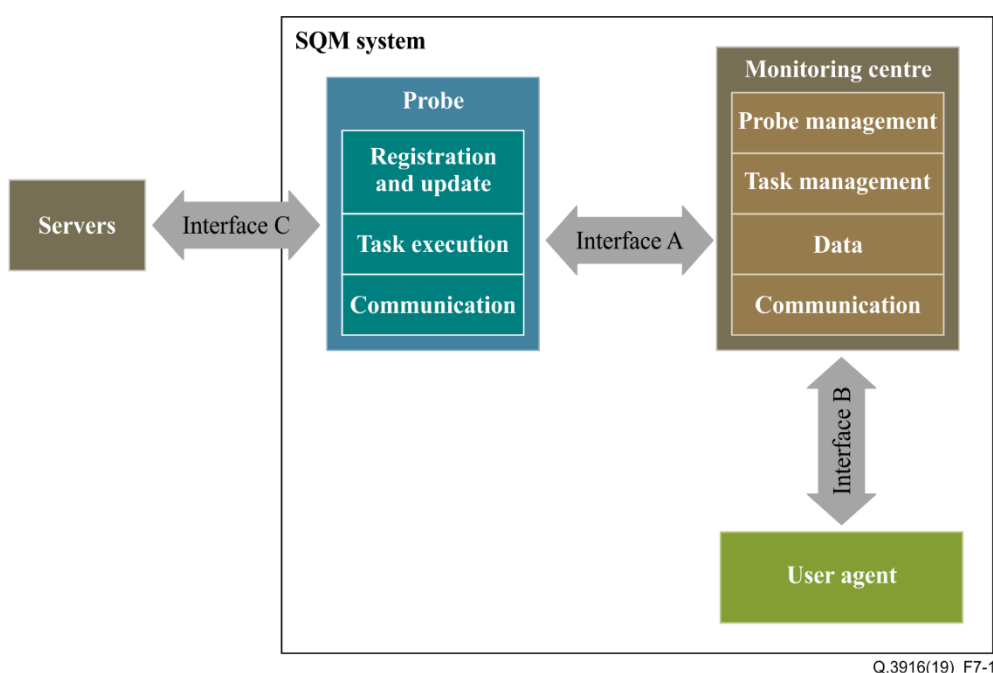 SQM system
Probe
Registration
and update
Task execution
Communication
Monitoring centre
Probe management
Task management
Data
Communication
Servers
Interface C
Interface A
Interface B
User agent
Q.3916(19)_F7-1